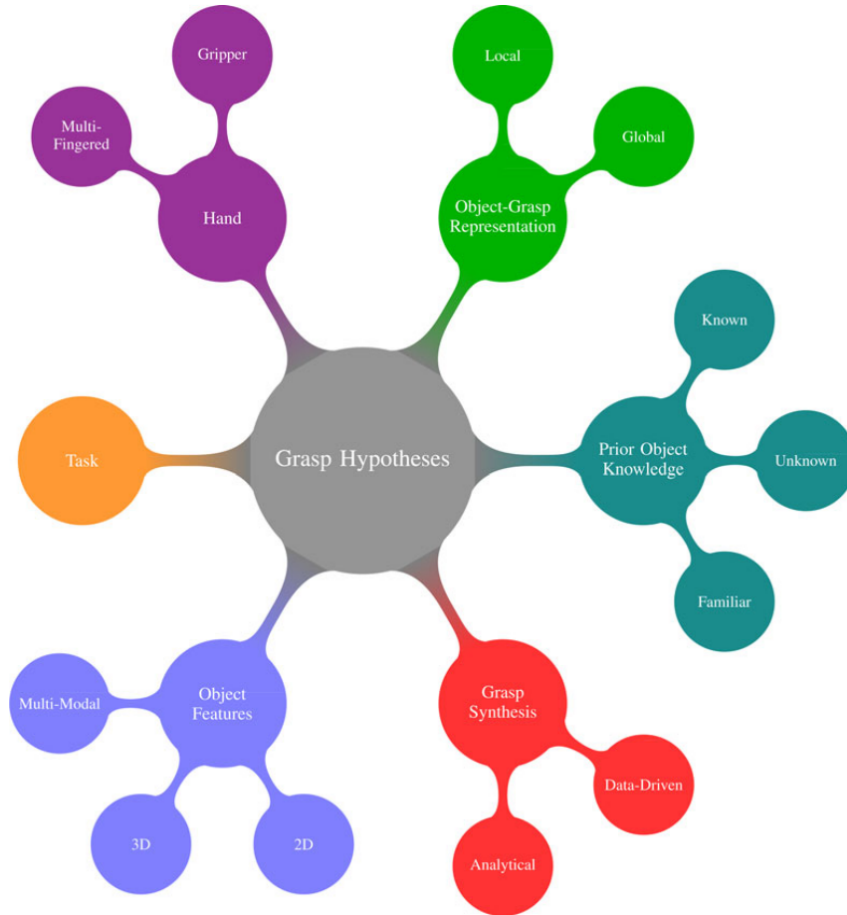 Gripper
Local
Multi-
Fingered
Global
Hand
Object-Grasp
Representation
Known
Task
Grasp Hypotheses
Prior Object
Knowledge
Unknown
Familiar
Multi-Modal
Object
Features
Grasp
Synthesis
Data-Driven
3D
2D
Analytical